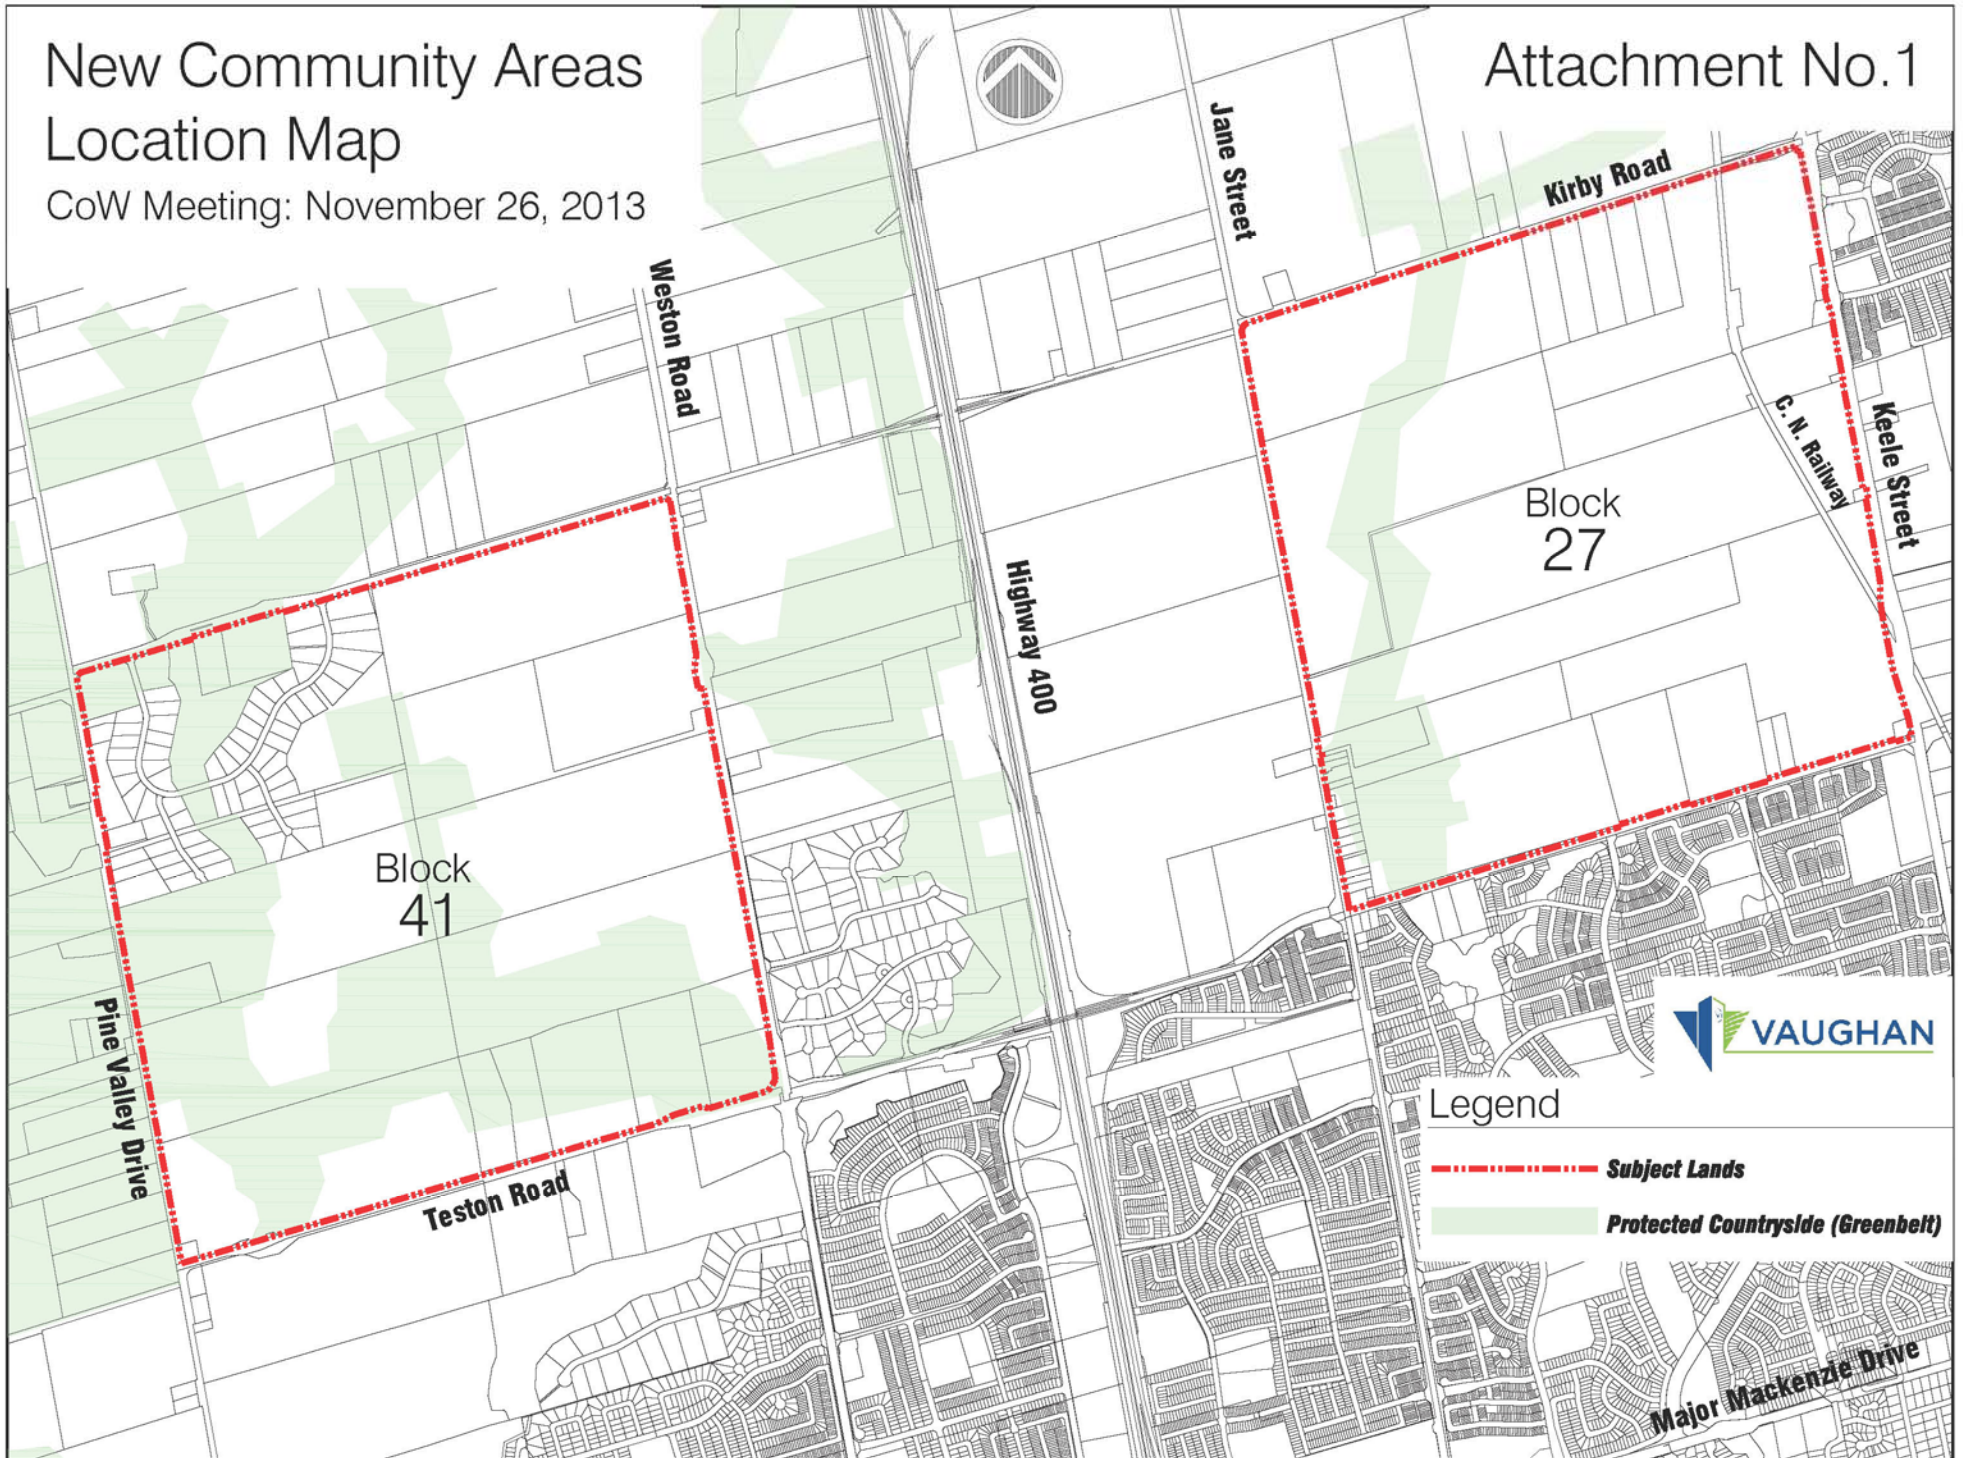 New Community Areas
Location Map
CoW Meeting: November 26, 2013
Attachment No.1
Jane Street
Kirby Road
Weston Road
C. N. Railway
Keele Street
Block
27
Highway 400
Block
41
Pine Valley Drive
Teston Road
VAUGHAN
Legend
Subject Lands
Protected Countryside (Greenbelt)
Major Mackenzie Drive